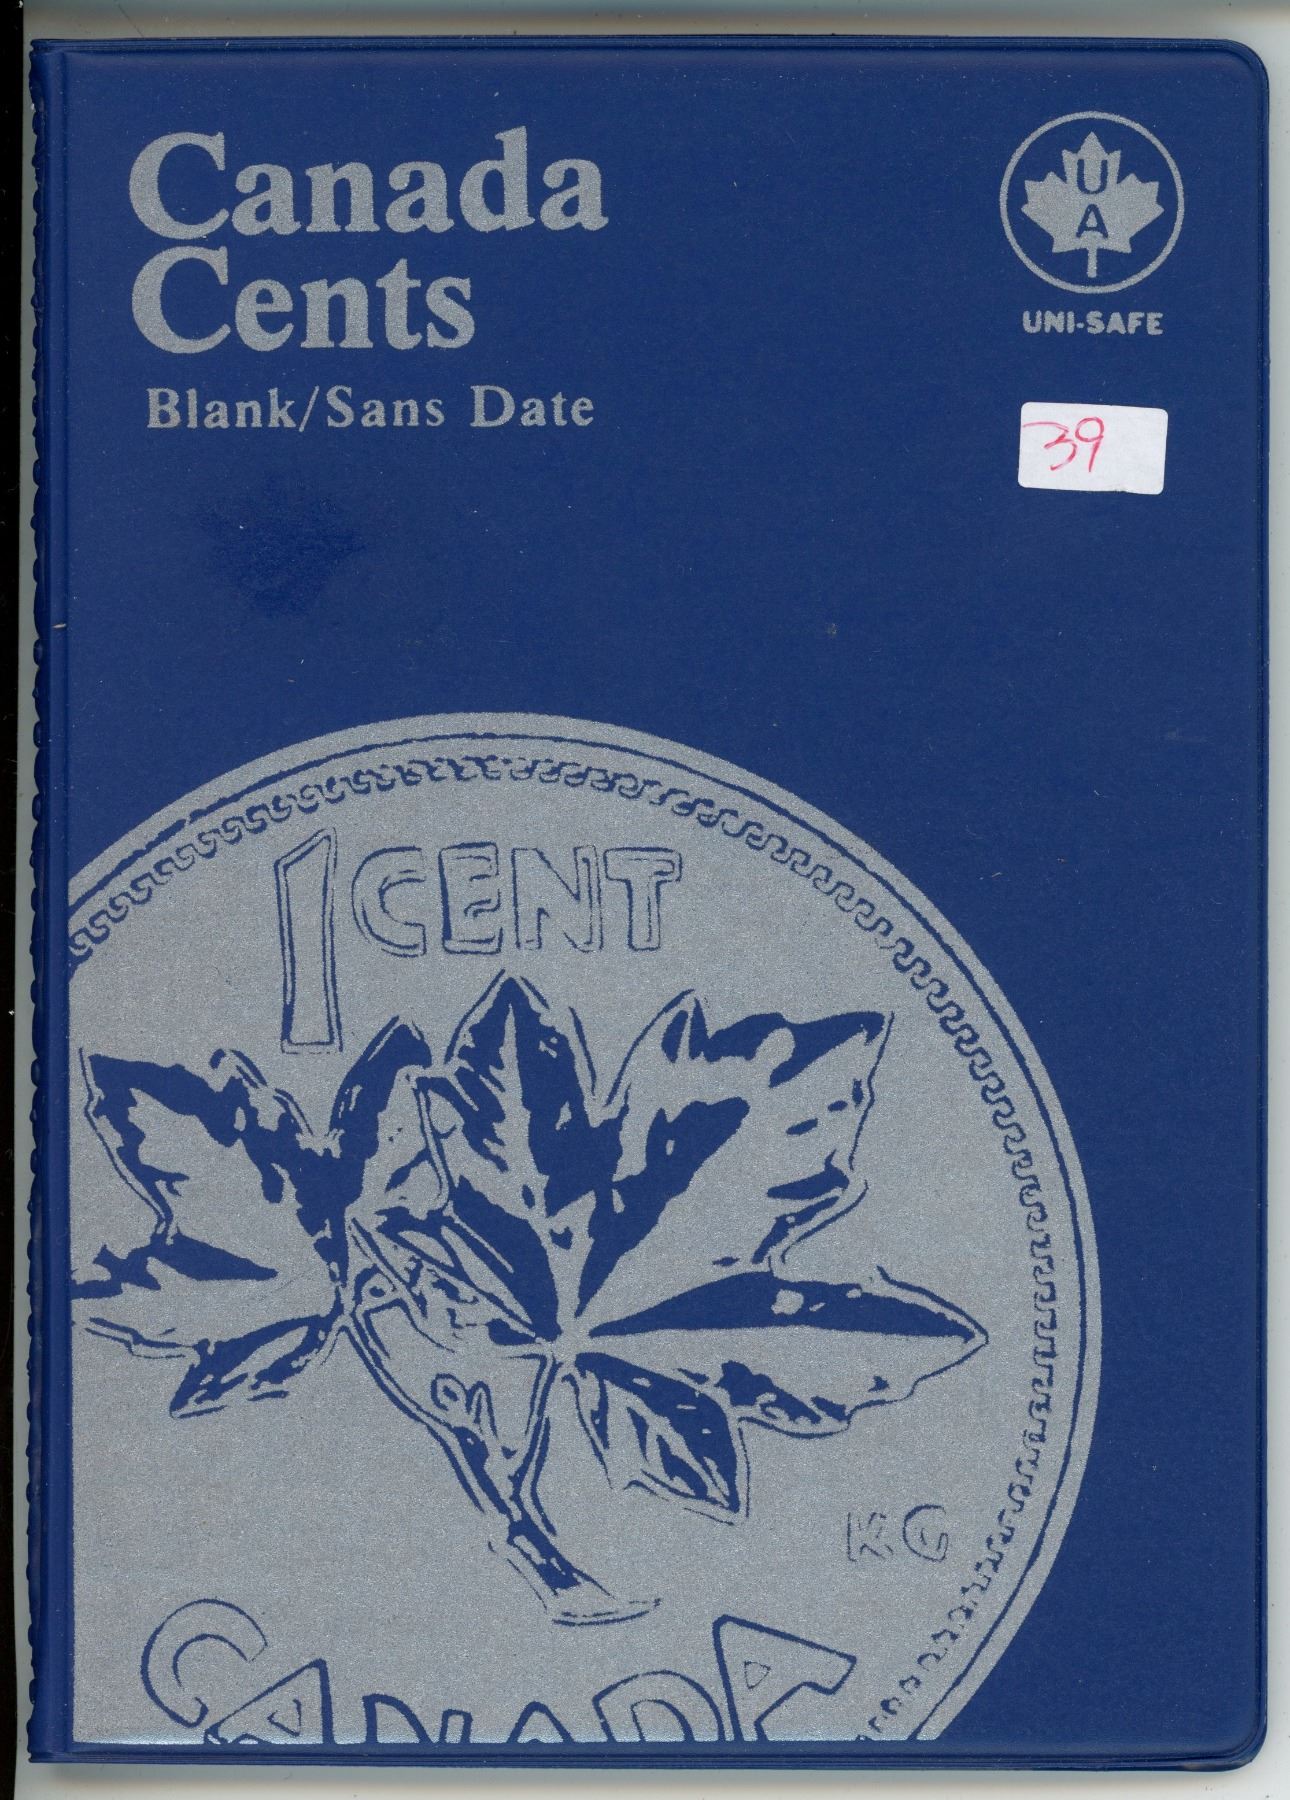 Canada
Cents
Blank/Sans Date
U
A
UNI-SAFE
39
1 CENT
KG
CANADA